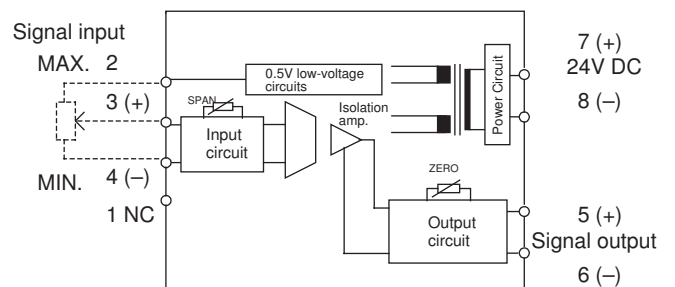 Signal input
MAX. 2
3 (+)
MIN. 4 (–)
1 NC
0.5V low-voltage
circuits
SPAN
Input
circuit
Isolation
amp.
Power Circuit
ZERO
Output
circuit
7 (+)
24V DC
8 (–)
5 (+)
Signal output
6 (–)